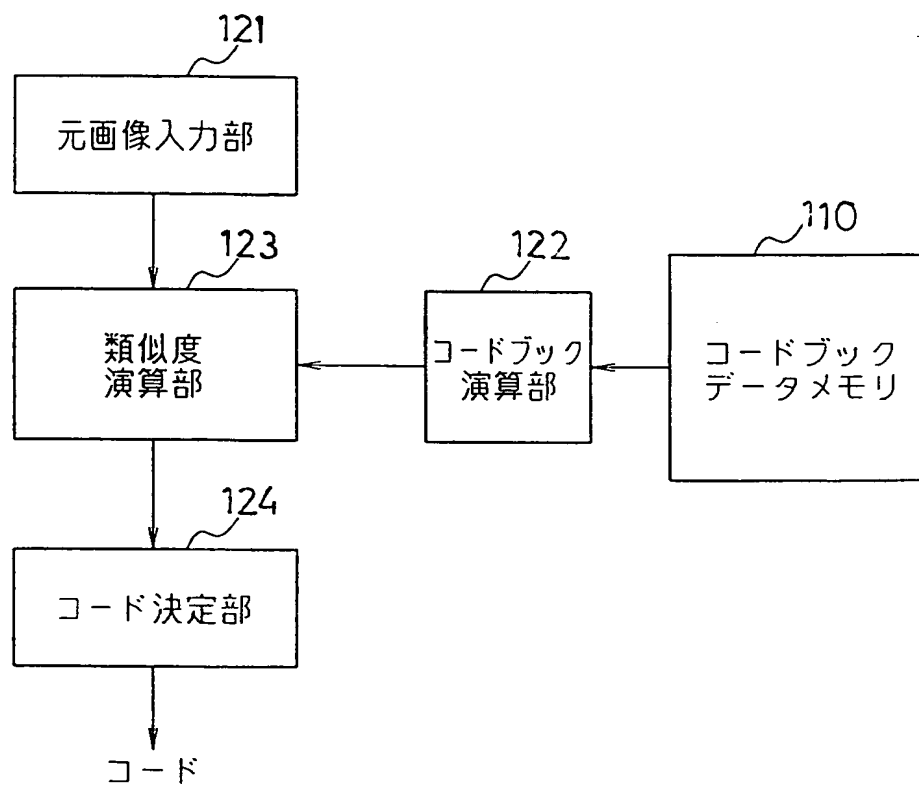 121
元画像入力部
123
類似度
演算部
122
コードブック
演算部
110
コードブック
データメモリ
124
コード決定部
コード